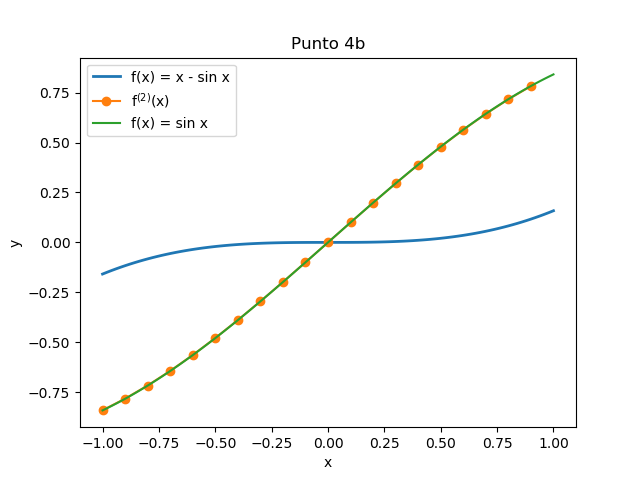 Punto 4b
f(x) = x - sin x
f⁽²⁾(x)
f(x) = sin x
y
0.75
0.50
0.25
0.00
−0.25
−0.50
−0.75
−1.00 −0.75 −0.50 −0.25 0.00 0.25 0.50 0.75 1.00
x